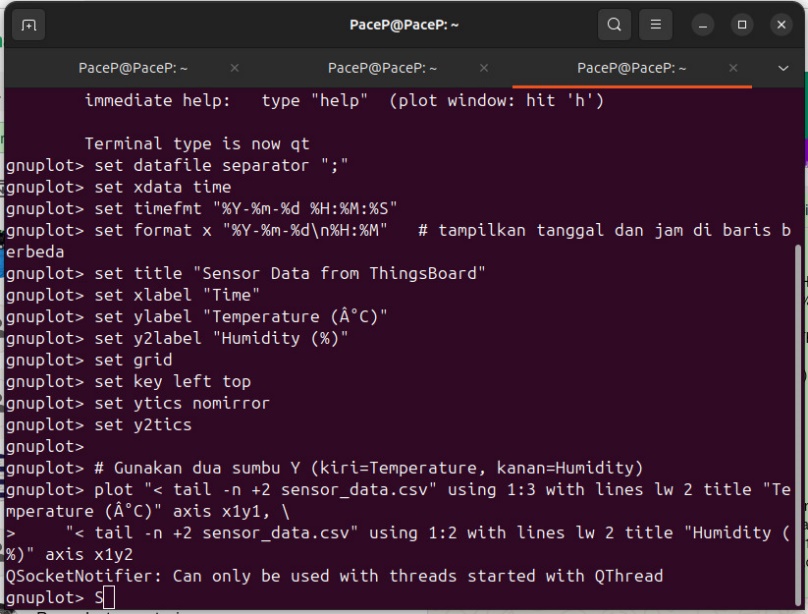 PaceP@PaceP: ~
PaceP@PaceP: ~ × PaceP@PaceP: ~ × PaceP@PaceP: ~ ×
immediate help:   type "help"  (plot window: hit 'h')
Terminal type is now qt
gnuplot> set datafile separator ";"
gnuplot> set xdata time
gnuplot> set timefmt "%Y-%m-%d %H:%M:%S"
gnuplot> set format x "%Y-%m-%d\n%H:%M"   # tampilkan tanggal dan jam di baris b
erbeda
gnuplot> set title "Sensor Data from ThingsBoard"
gnuplot> set xlabel "Time"
gnuplot> set ylabel "Temperature (Â°C)"
gnuplot> set y2label "Humidity (%)"
gnuplot> set grid
gnuplot> set key left top
gnuplot> set ytics nomirror
gnuplot> set y2tics
gnuplot>
gnuplot> # Gunakan dua sumbu Y (kiri=Temperature, kanan=Humidity)
gnuplot> plot "< tail -n +2 sensor_data.csv" using 1:3 with lines lw 2 title "Te
mperature (Â°C)" axis x1y1, \
>     "< tail -n +2 sensor_data.csv" using 1:2 with lines lw 2 title "Humidity (
%)" axis x1y2
QSocketNotifier: Can only be used with threads started with QThread
gnuplot> S